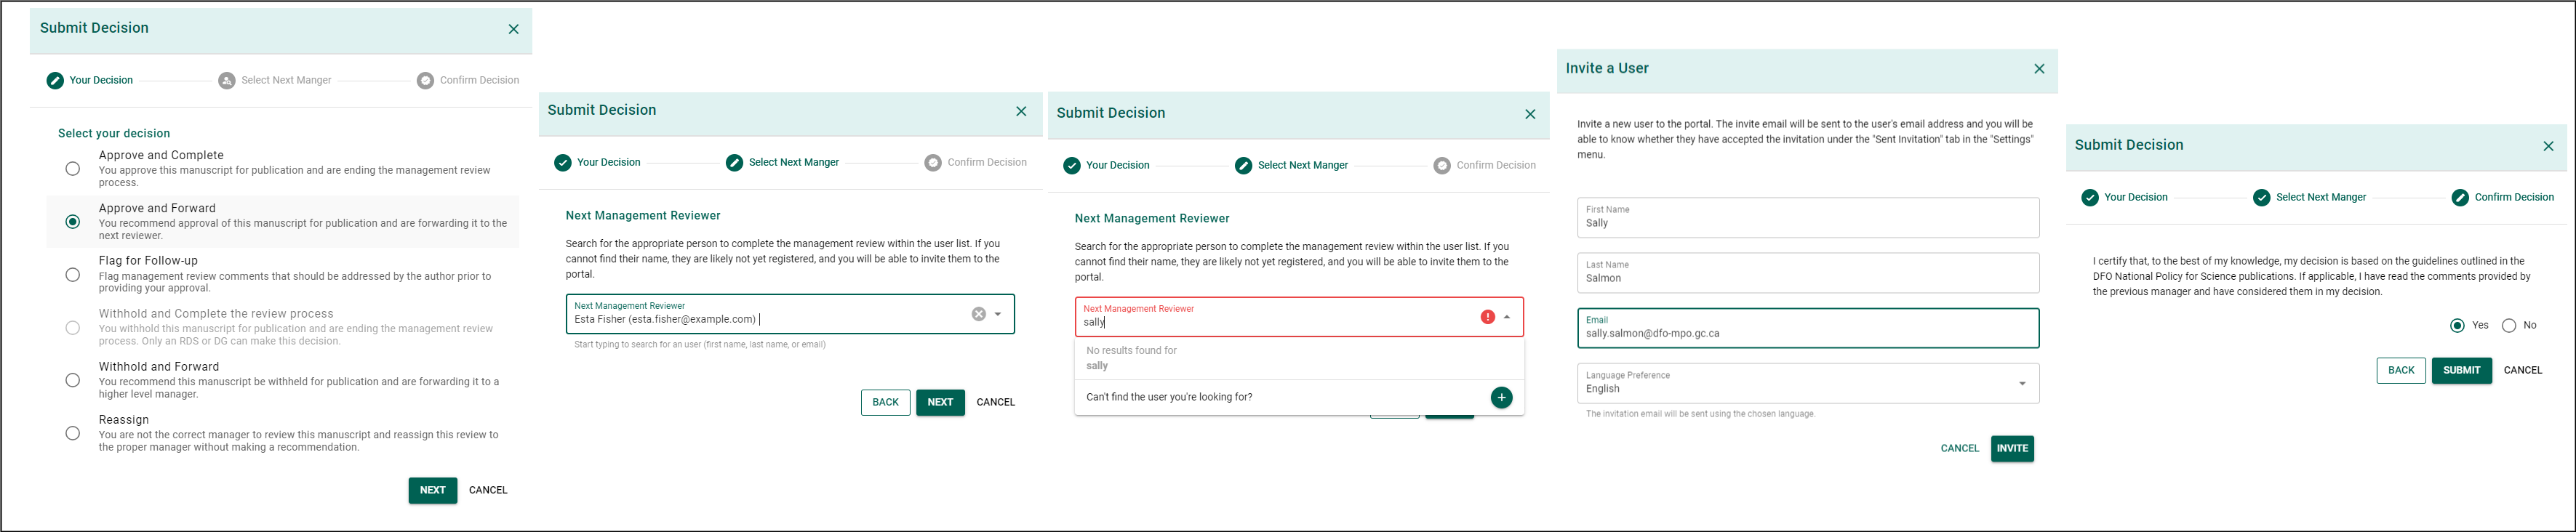 Submit Decision
Your Decision
Select Next Manger
Confirm Decision
Select your decision
Approve and Complete
You approve this manuscript for publication and are ending the management review
process.
Approve and Forward
You recommend approval of this manuscript for publication and are forwarding it to the
next reviewer.
Flag for Follow-up
Flag management review comments that should be addressed by the author prior to
providing your approval.
Withhold and Complete the review process
You withhold this manuscript for publication and are ending the management review
process. Only an RDS or DG can make this decision.
Withhold and Forward
You recommend this manuscript be withheld for publication and are forwarding it to a
higher level manager.
Reassign
You are not the correct manager to review this manuscript and reassign this review to
the proper manager without making a recommendation.
NEXT
CANCEL
Submit Decision
Your Decision
Select Next Manger
Confirm Decision
Next Management Reviewer
Search for the appropriate person to complete the management review within the user list. If you
cannot find their name, they are likely not yet registered, and you will be able to invite them to the
portal.
Next Management Reviewer
Esta Fisher (esta.fisher@example.com)
Start typing to search for an user (first name, last name, or email)
BACK
NEXT
CANCEL
Submit Decision
Your Decision
Select Next Manger
Confirm Decision
Next Management Reviewer
Search for the appropriate person to complete the management review within the user list. If you
cannot find their name, they are likely not yet registered, and you will be able to invite them to the
portal.
Next Management Reviewer
sally
No results found for
sally
Can't find the user you're looking for?
Invite a User
Invite a new user to the portal. The invite email will be sent to the user's email address and you will be
able to know whether they have accepted the invitation under the "Sent Invitation" tab in the "Settings"
menu.
First Name
Sally
Last Name
Salmon
Email
sally.salmon@dfo-mpo.gc.ca
Language Preference
English
The invitation email will be sent using the chosen language.
CANCEL
INVITE
Submit Decision
Your Decision
Select Next Manger
Confirm Decision
I certify that, to the best of my knowledge, my decision is based on the guidelines outlined in the
DFO National Policy for Science publications. If applicable, I have read the comments provided by
the previous manager and have considered them in my decision.
Yes
No
BACK
SUBMIT
CANCEL